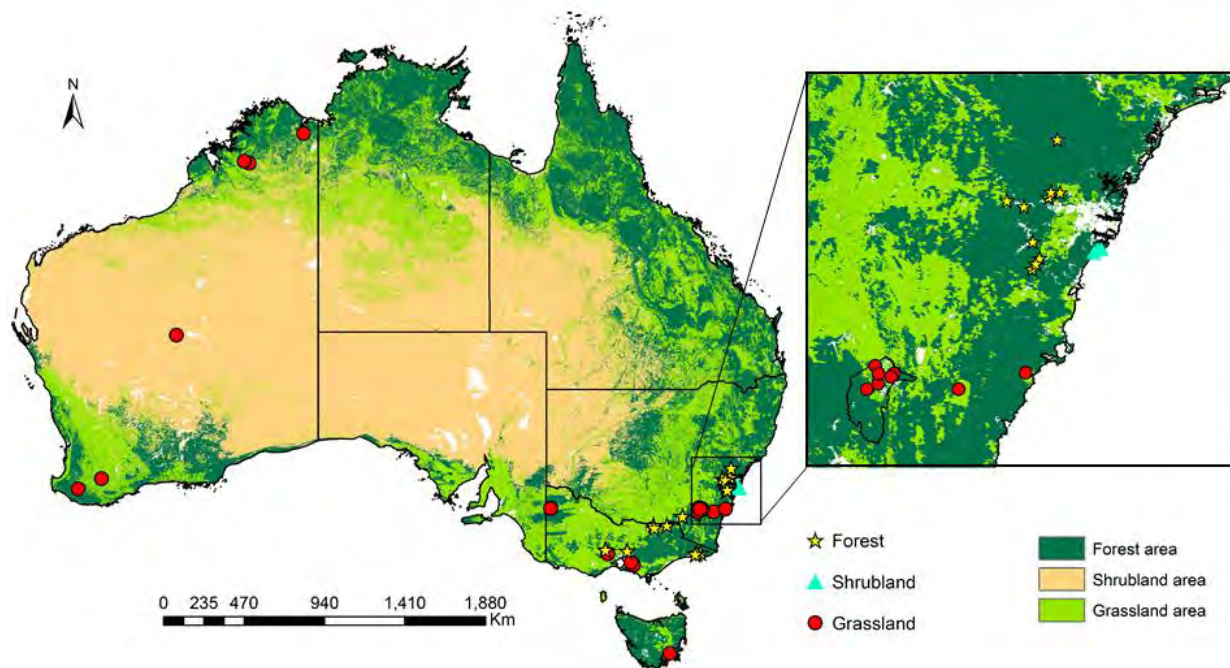 N
Forest
Shrubland
Grassland
Forest area
Shrubland area
Grassland area
0 235 470 940 1,410 1,880
Km